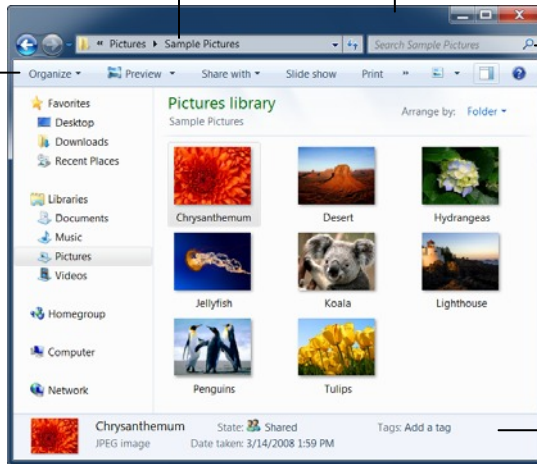 « Pictures ▸ Sample Pictures
Search Sample Pictures
Organize ▾ Preview ▾ Share with ▾ Slide show Print »
Favorites
Desktop
Downloads
Recent Places
Libraries
Documents
Music
Pictures
Videos
Homegroup
Computer
Network
Pictures library
Sample Pictures
Arrange by: Folder ▾
Chrysanthemum Desert Hydrangeas
Jellyfish Koala Lighthouse
Penguins Tulips
Chrysanthemum State: Shared Tags: Add a tag
JPEG image Date taken: 3/14/2008 1:59 PM